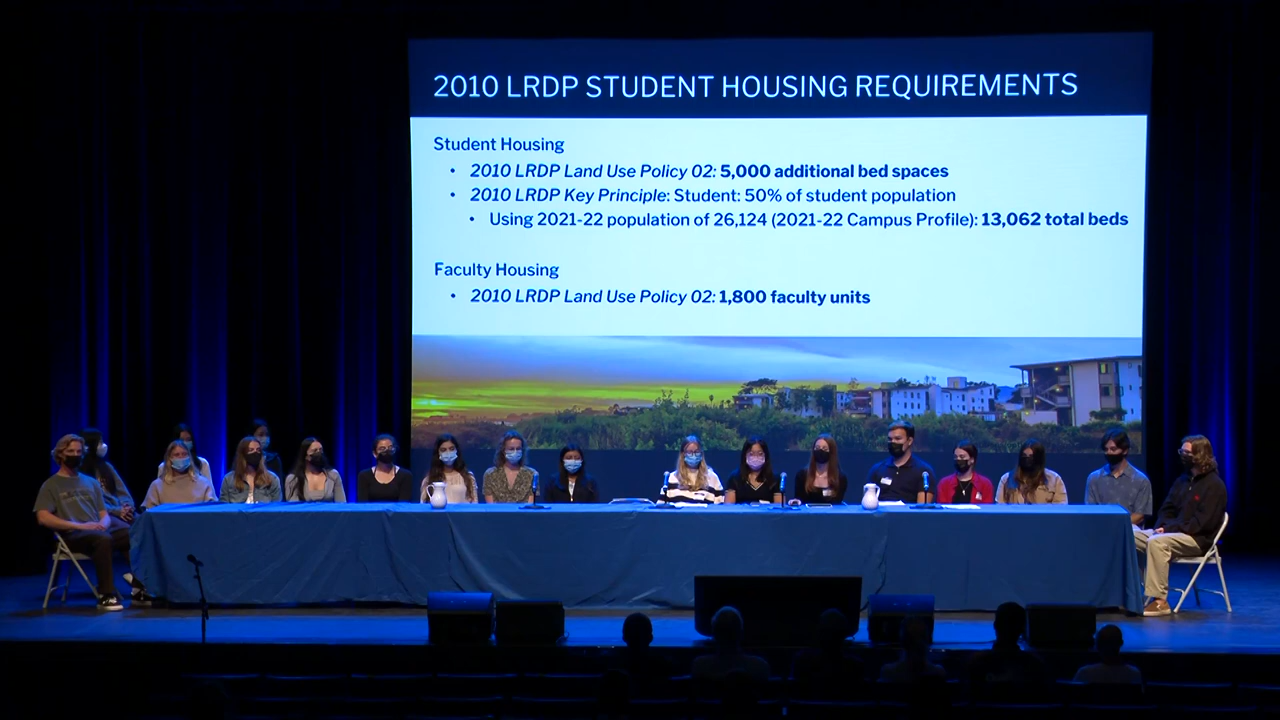 2010 LRDP STUDENT HOUSING REQUIREMENTS
Student Housing
• 2010 LRDP Land Use Policy 02: 5,000 additional bed spaces
• 2010 LRDP Key Principle: Student: 50% of student population
• Using 2021-22 population of 26,124 (2021-22 Campus Profile): 13,062 total beds
Faculty Housing
• 2010 LRDP Land Use Policy 02: 1,800 faculty units